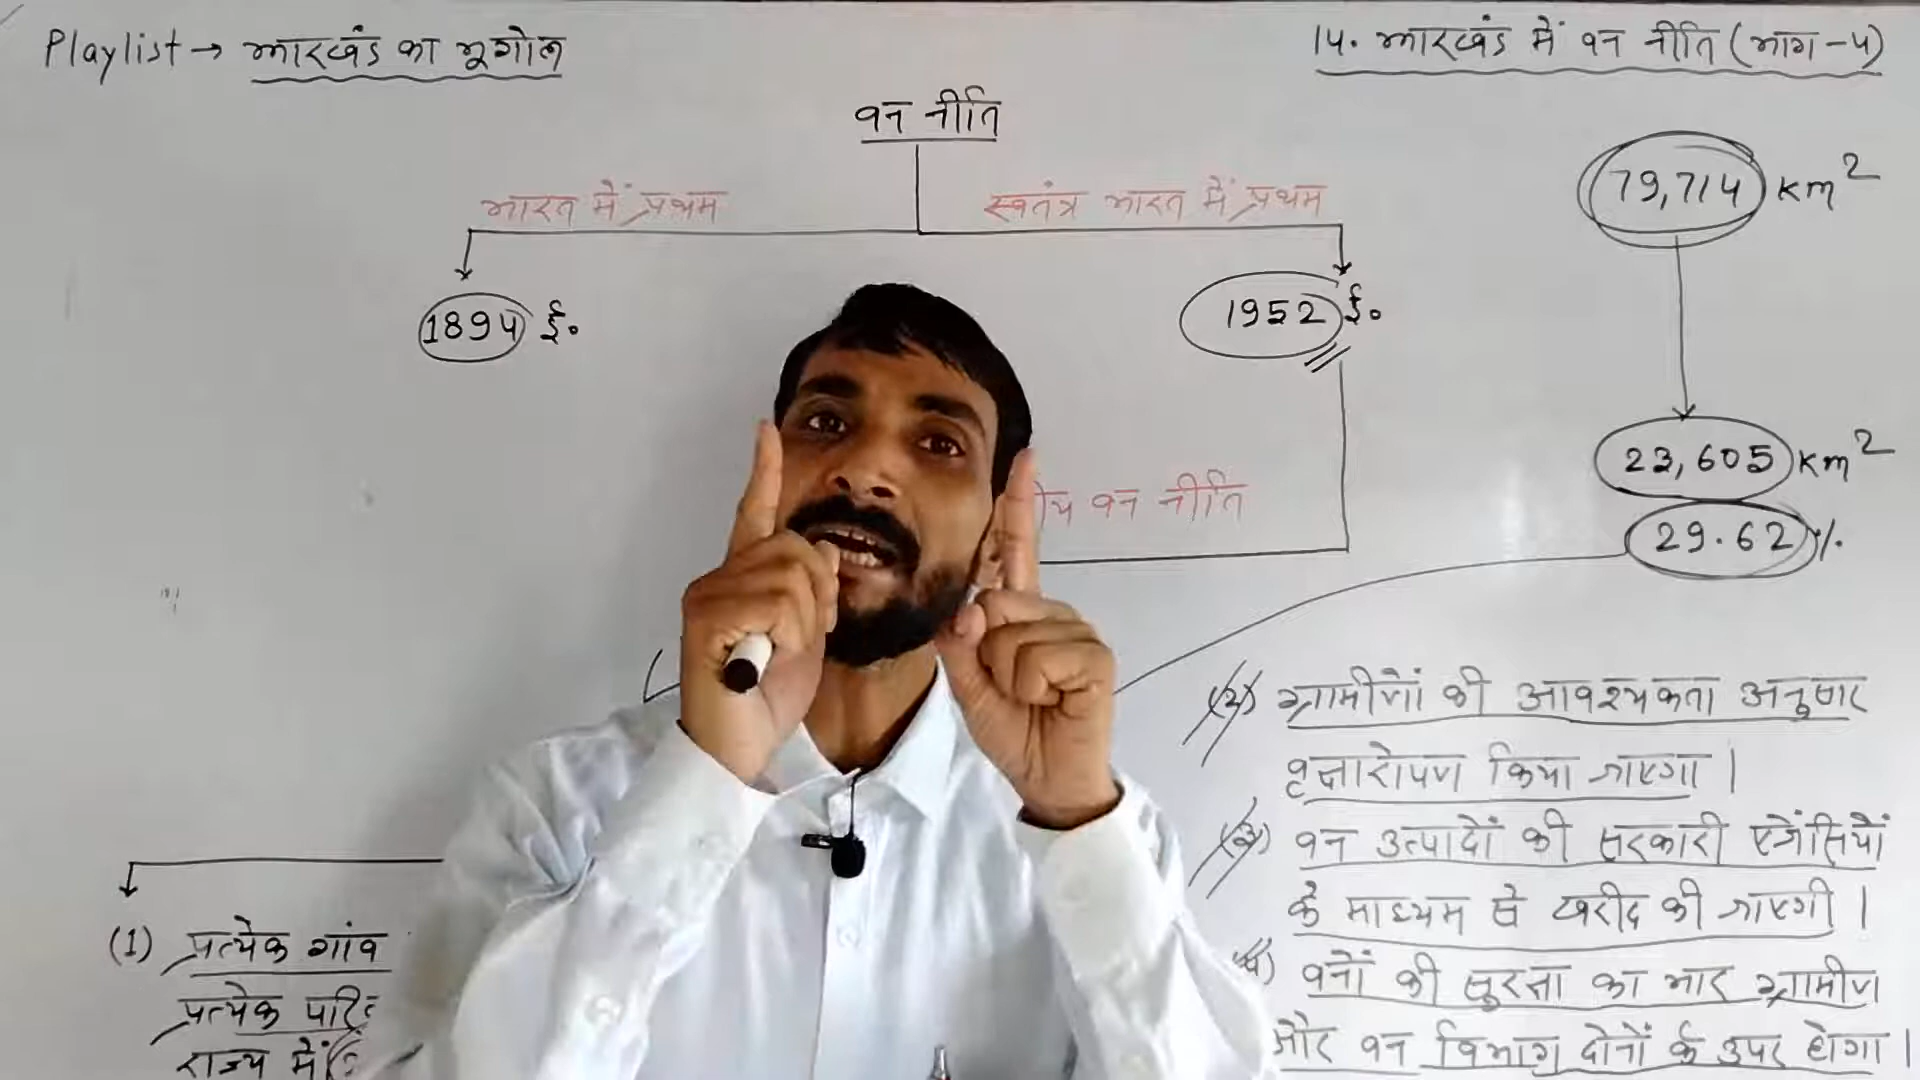 Playlist → झारखंड का भूगोल
14. झारखंड में वन नीति (भाग-4)
वन नीति
भारत में प्रथम
स्वतंत्र भारत में प्रथम
1894 ई०
1952 ई०
79,714 km²
23,605 km²
29.62 %
वन नीति
(1) प्रत्येक गांव
प्रत्येक
राज्य में
(2) ग्रामीणों की आवश्यकता अनुसार
वृक्षारोपण किया जाएगा।
(3) वन उत्पादों की सरकारी एजेंसियों
के माध्यम से खरीद की जाएगी।
(4) वनों की सुरक्षा का भार ग्रामीण
और वन विभाग दोनों के उपर होगा।